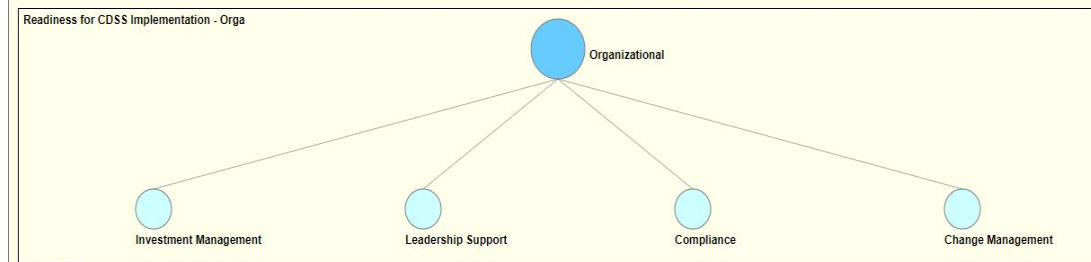 Readiness for CDSS Implementation - Orga
Organizational
Investment Management
Leadership Support
Compliance
Change Management